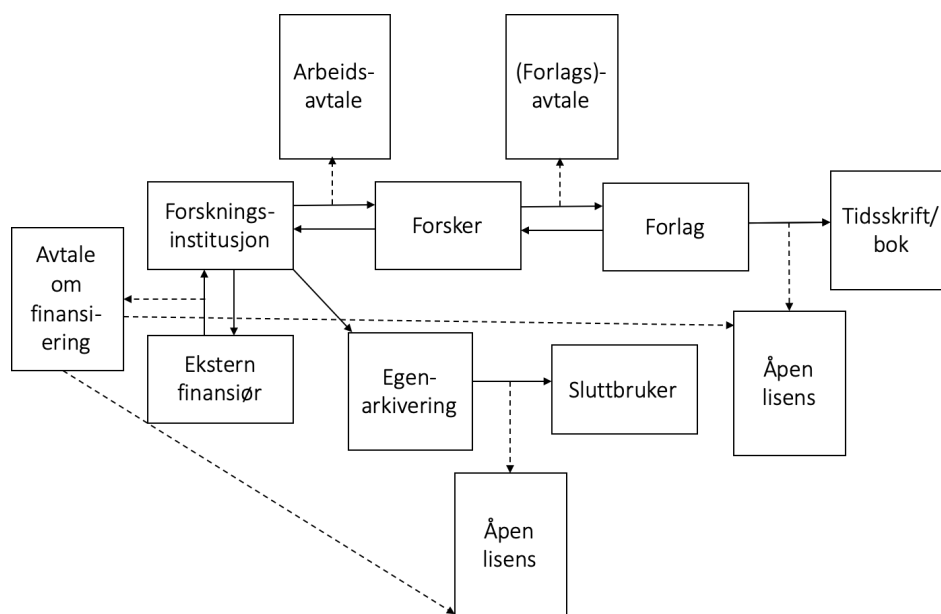 Arbeids-
avtale
(Forlags)-
avtale
Forsknings-
institusjon
Forsker
Forlag
Tidsskrift/
bok
Avtale
om
finansi-
ering
Ekstern
finansiør
Egen-
arkivering
Sluttbruker
Åpen
lisens
Åpen
lisens